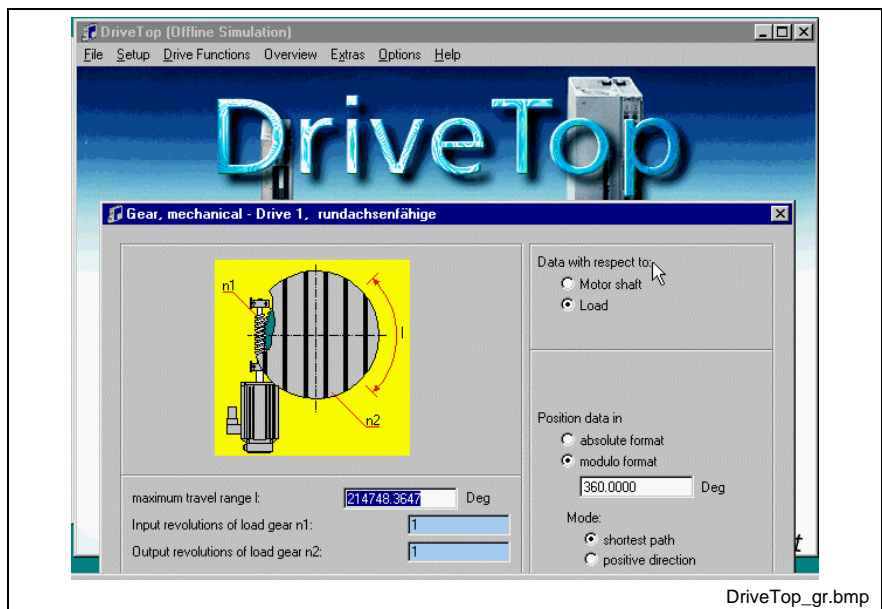 DriveTop (Offline Simulation)
File Setup Drive Functions Overview Extras Options Help
DriveTop
Gear, mechanical - Drive 1, rundachsenfähige
n1
l
n2
Data with respect to:
Motor shaft
Load
Position data in
absolute format
modulo format
360.0000 Deg
Mode:
shortest path
positive direction
maximum travel range l: 214748.3647 Deg
Input revolutions of load gear n1: 1
Output revolutions of load gear n2: 1
t
DriveTop_gr.bmp